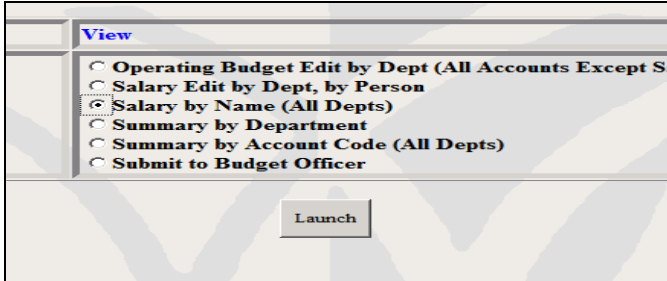 View
Operating Budget Edit by Dept (All Accounts Except S
Salary Edit by Dept, by Person
Salary by Name (All Depts)
Summary by Department
Summary by Account Code (All Depts)
Submit to Budget Officer
Launch